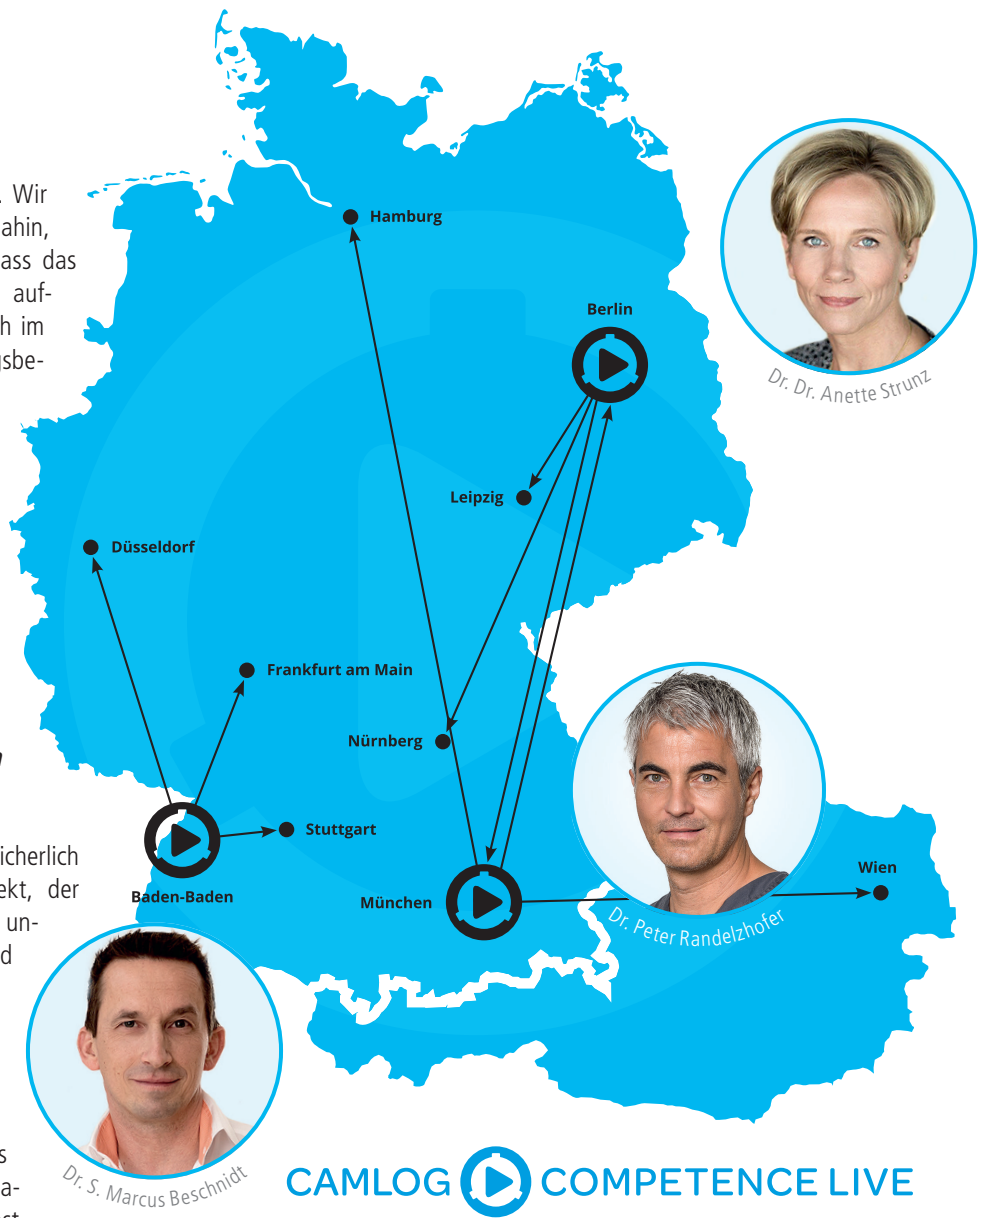 . Wir
ahin,
ass das
auf-
h im
gsbe-
Hamburg
Berlin
Dr. Dr. Anette Strunz
Leipzig
Düsseldorf
Frankfurt am Main
Nürnberg
Stuttgart
Baden-Baden
München
Wien
Dr. Peter Randelzhofer
icherlich
ekt, der
un-
d
Dr. S. Marcus Beschnidt
s
a-
CAMLOG COMPETENCE LIVE